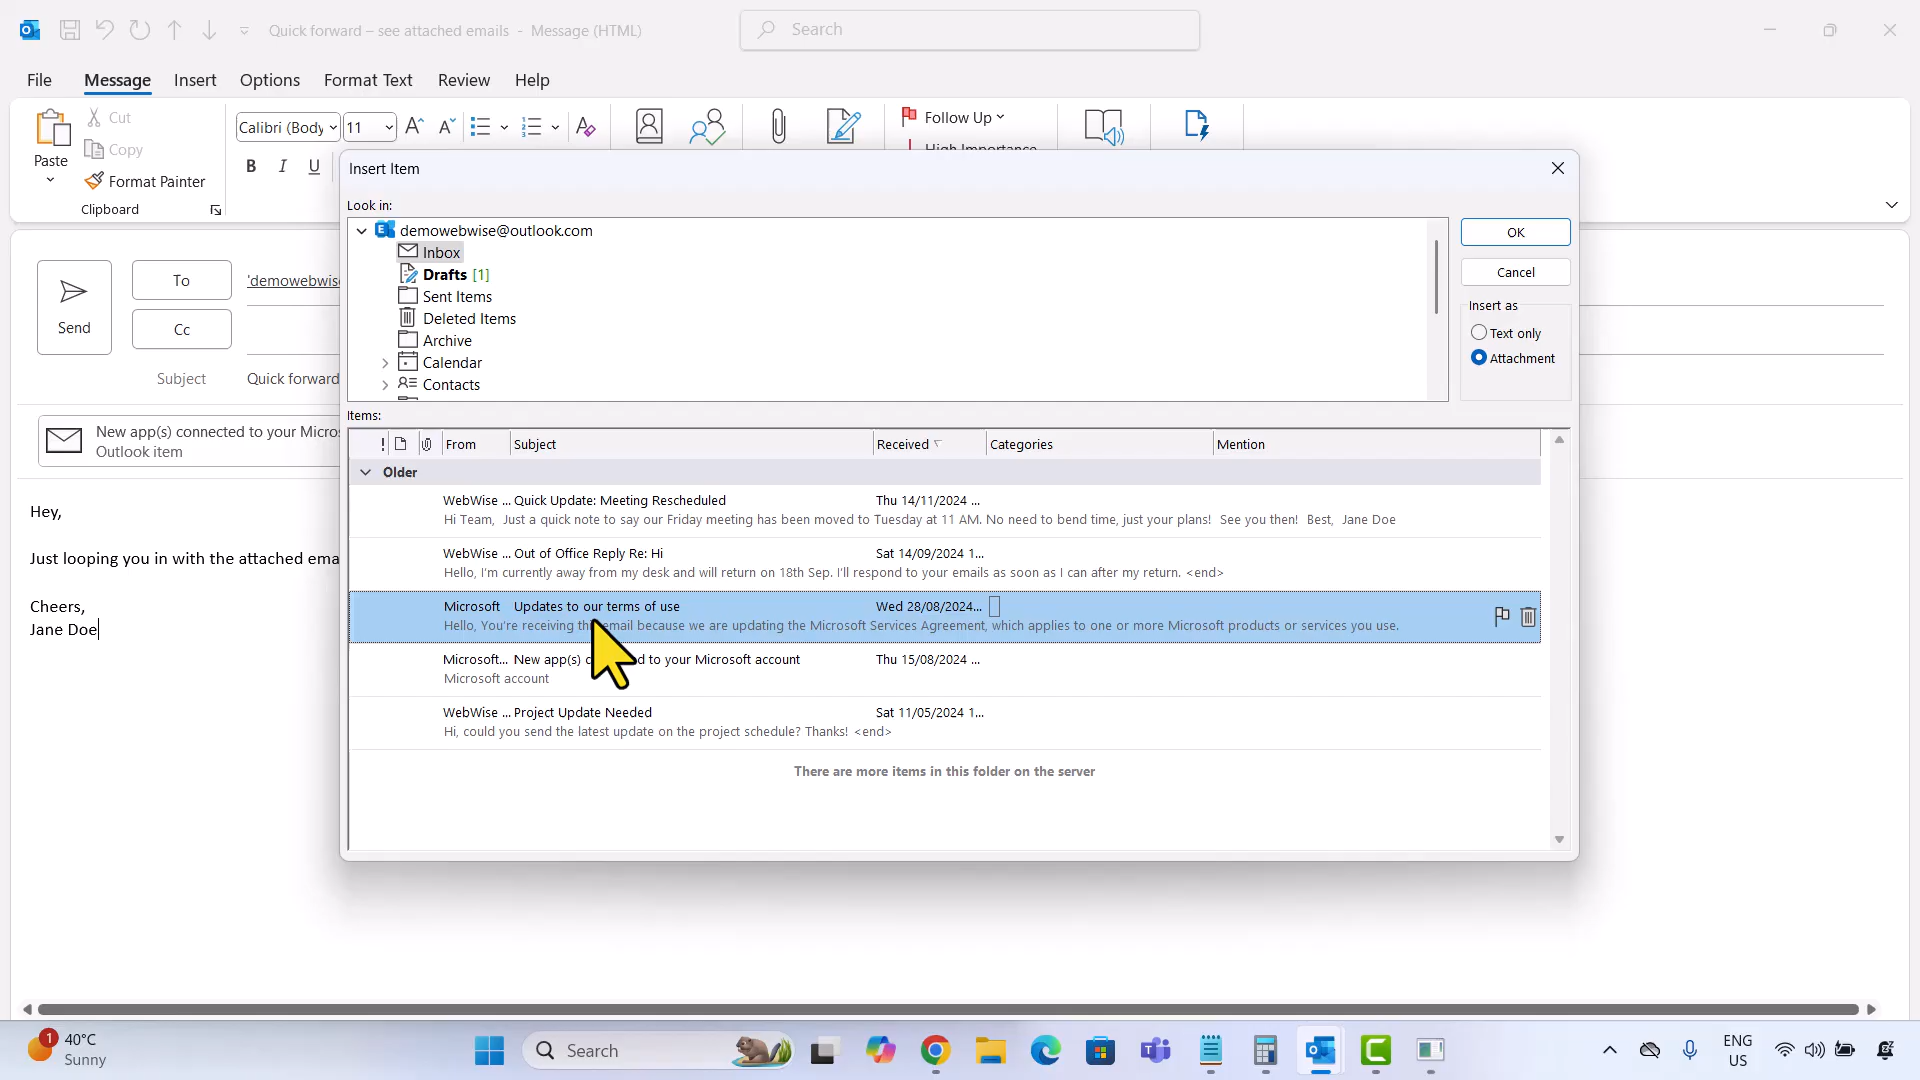 Quick forward – see attached emails - Message (HTML)
Search
File
Message
Insert
Options
Format Text
Review
Help
Paste
Cut
Copy
Format Painter
Clipboard
Calibri (Body
11
B
I
U
Follow Up
High Importance
Insert Item
Look in:
demowebwise@outlook.com
Inbox
Drafts [1]
Sent Items
Deleted Items
Archive
Calendar
Contacts
OK
Cancel
Insert as
Text only
Attachment
Send
To
'demowebwise
Cc
Subject
Quick forward
New app(s) connected to your Micros
Outlook item
Hey,
Just looping you in with the attached ema
Cheers,
Jane Doe
Items:
! From Subject Received Categories Mention
Older
WebWise ... Quick Update: Meeting Rescheduled Thu 14/11/2024 ...
Hi Team, Just a quick note to say our Friday meeting has been moved to Tuesday at 11 AM. No need to bend time, just your plans! See you then! Best, Jane Doe
WebWise ... Out of Office Reply Re: Hi Sat 14/09/2024 1...
Hello, I'm currently away from my desk and will return on 18th Sep. I'll respond to your emails as soon as I can after my return. <end>
Microsoft Updates to our terms of use Wed 28/08/2024...
Hello, You're receiving th email because we are updating the Microsoft Services Agreement, which applies to one or more Microsoft products or services you use.
Microsoft... New app(s) c d to your Microsoft account Thu 15/08/2024 ...
Microsoft account
WebWise ... Project Update Needed Sat 11/05/2024 1...
Hi, could you send the latest update on the project schedule? Thanks! <end>
There are more items in this folder on the server
1
40°C
Sunny
Search
ENG
US